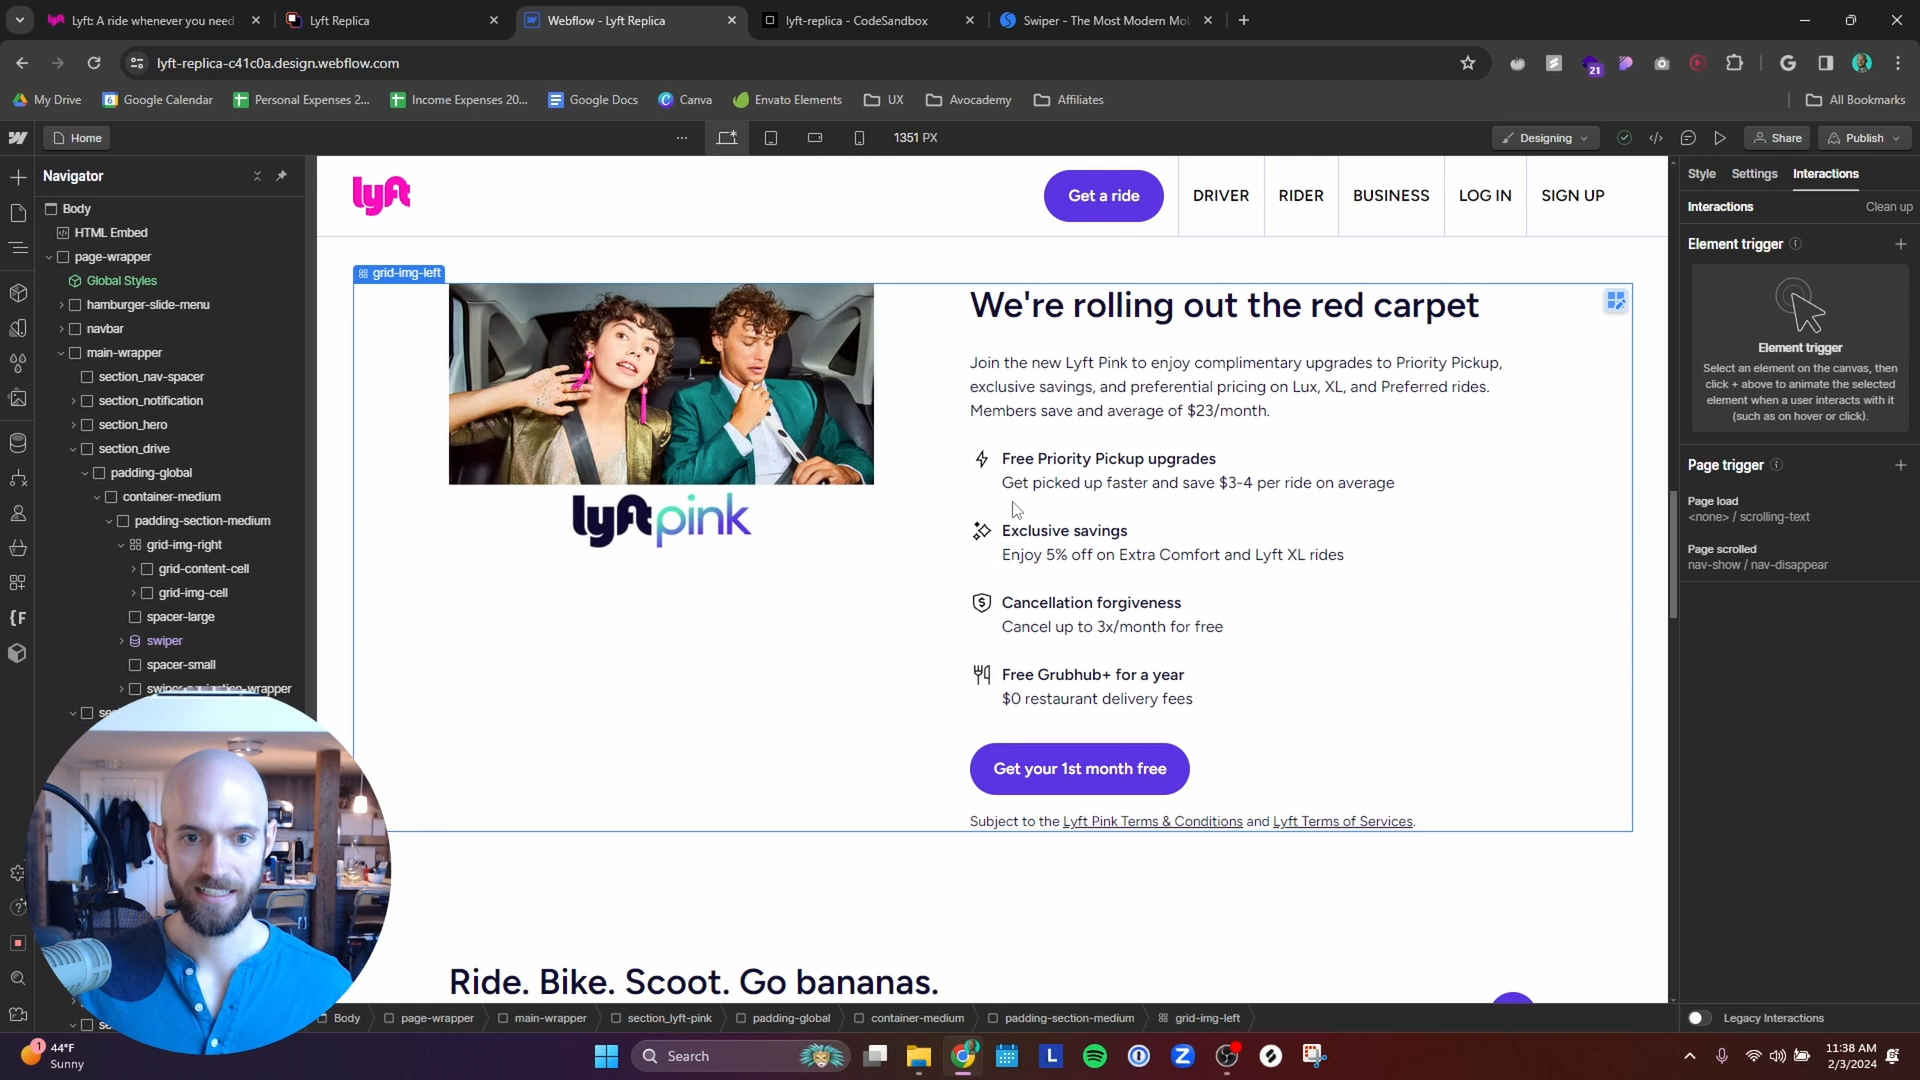 Lyft: A ride whenever you need
Lyft Replica
Webflow - Lyft Replica
lyft-replica - CodeSandbox
Swiper - The Most Modern Mo
lyft-replica-c41c0a.design.webflow.com
21
My Drive
Google Calendar
Personal Expenses 2...
Income Expenses 20...
Google Docs
Canva
Envato Elements
UX
Avocademy
Affiliates
All Bookmarks
Home
1351 PX
Designing
Share
Publish
Navigator
Body
HTML Embed
page-wrapper
Global Styles
hamburger-slide-menu
navbar
main-wrapper
section_nav-spacer
section_notification
section_hero
section_drive
padding-global
container-medium
padding-section-medium
grid-img-right
grid-content-cell
grid-img-cell
spacer-large
swiper
spacer-small
swiper-navigation-wrapper
lyft
Get a ride
DRIVER
RIDER
BUSINESS
LOG IN
SIGN UP
grid-img-left
lyft pink
We're rolling out the red carpet
Join the new Lyft Pink to enjoy complimentary upgrades to Priority Pickup,
exclusive savings, and preferential pricing on Lux, XL, and Preferred rides.
Members save and average of $23/month.
Free Priority Pickup upgrades
Get picked up faster and save $3-4 per ride on average
Exclusive savings
Enjoy 5% off on Extra Comfort and Lyft XL rides
Cancellation forgiveness
Cancel up to 3x/month for free
Free Grubhub+ for a year
$0 restaurant delivery fees
Get your 1st month free
Subject to the Lyft Pink Terms & Conditions and Lyft Terms of Services.
Ride. Bike. Scoot. Go bananas.
Style
Settings
Interactions
Interactions
Clean up
Element trigger
Element trigger
Select an element on the canvas, then
click + above to animate the selected
element when a user interacts with it
(such as on hover or click).
Page trigger
Page load
<none> / scrolling-text
Page scrolled
nav-show / nav-disappear
Legacy Interactions
Body
page-wrapper
main-wrapper
section_lyft-pink
padding-global
container-medium
padding-section-medium
grid-img-left
1
44°F
Sunny
Search
11:38 AM
2/3/2024